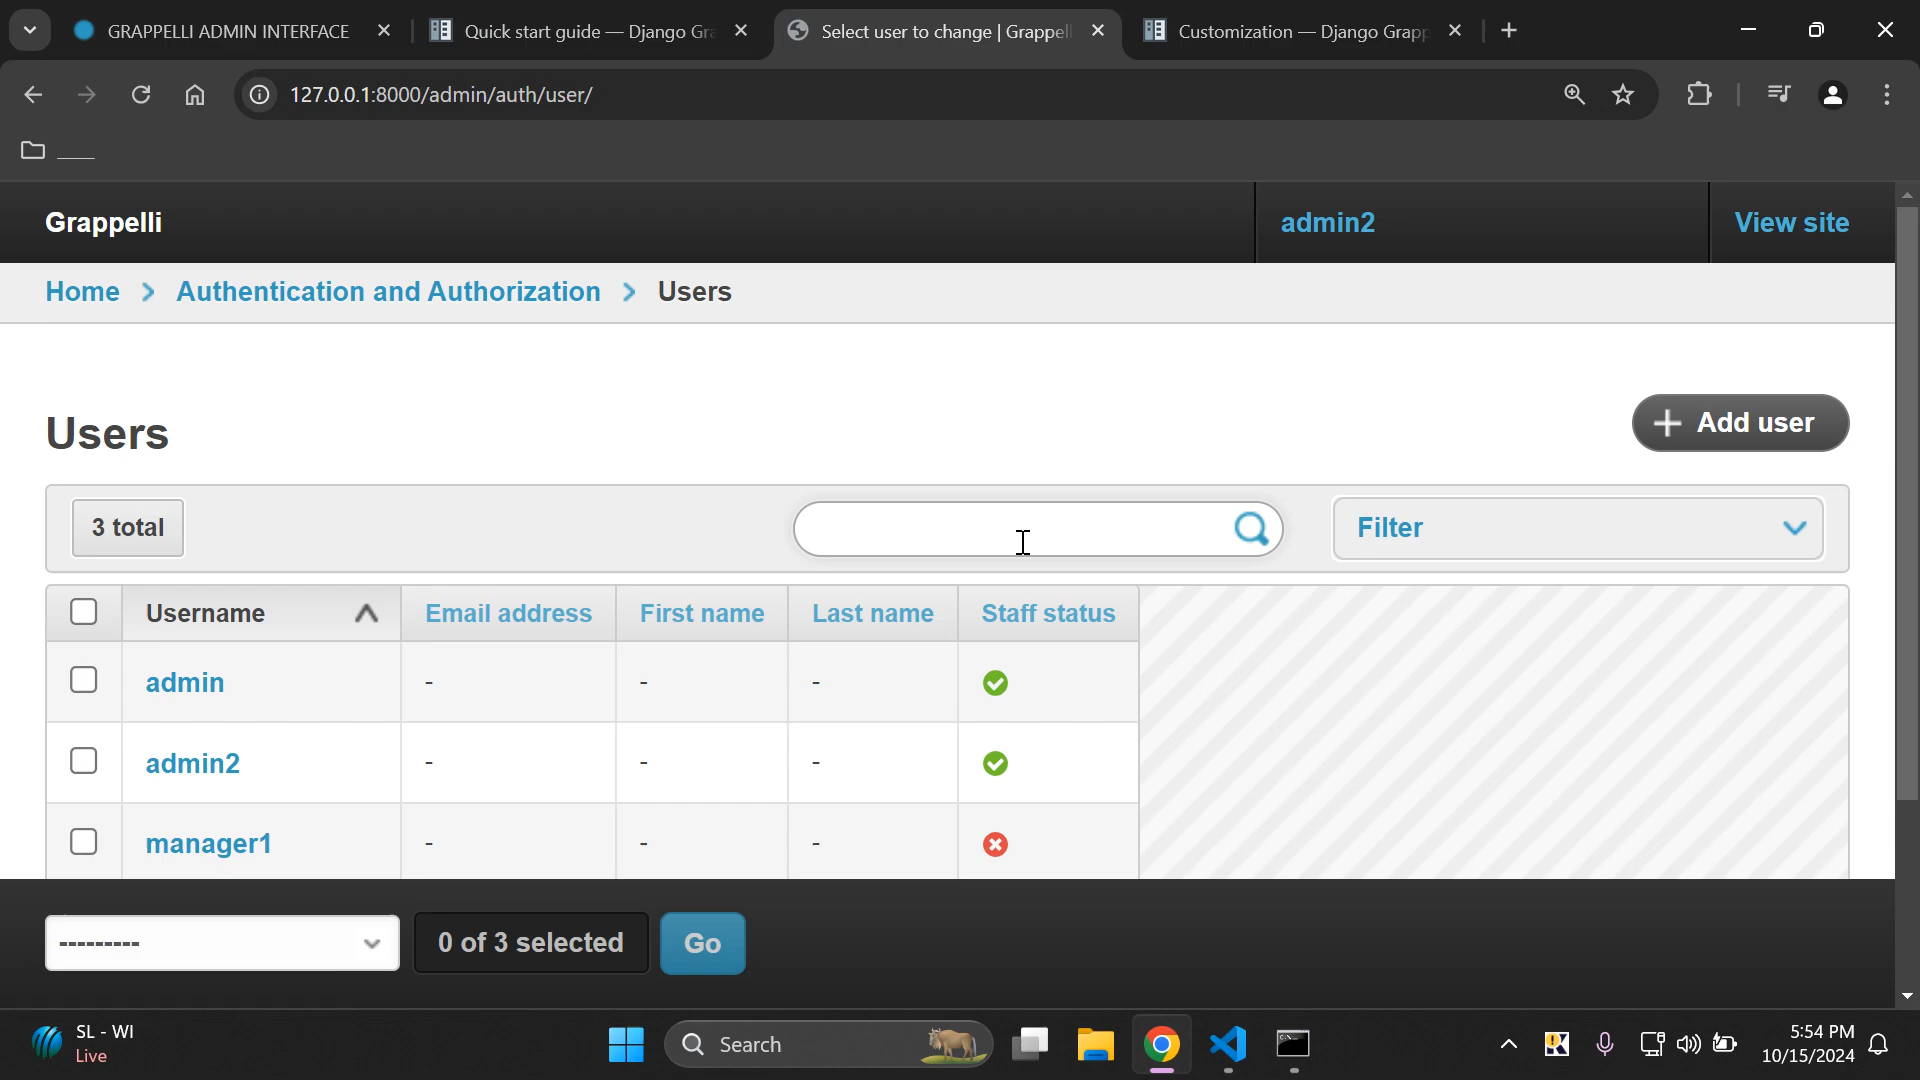 GRAPPELLI ADMIN INTERFACE
Quick start guide — Django Gra
Select user to change | Grappell
Customization — Django Grapp
127.0.0.1:8000/admin/auth/user/
____
Grappelli
admin2
View site
Home > Authentication and Authorization > Users
Users
+ Add user
3 total
Filter
Username Email address First name Last name Staff status
admin - - -
admin2 - - -
manager1 - - -
---------
0 of 3 selected
Go
SL - WI
Live
Search
5:54 PM
10/15/2024